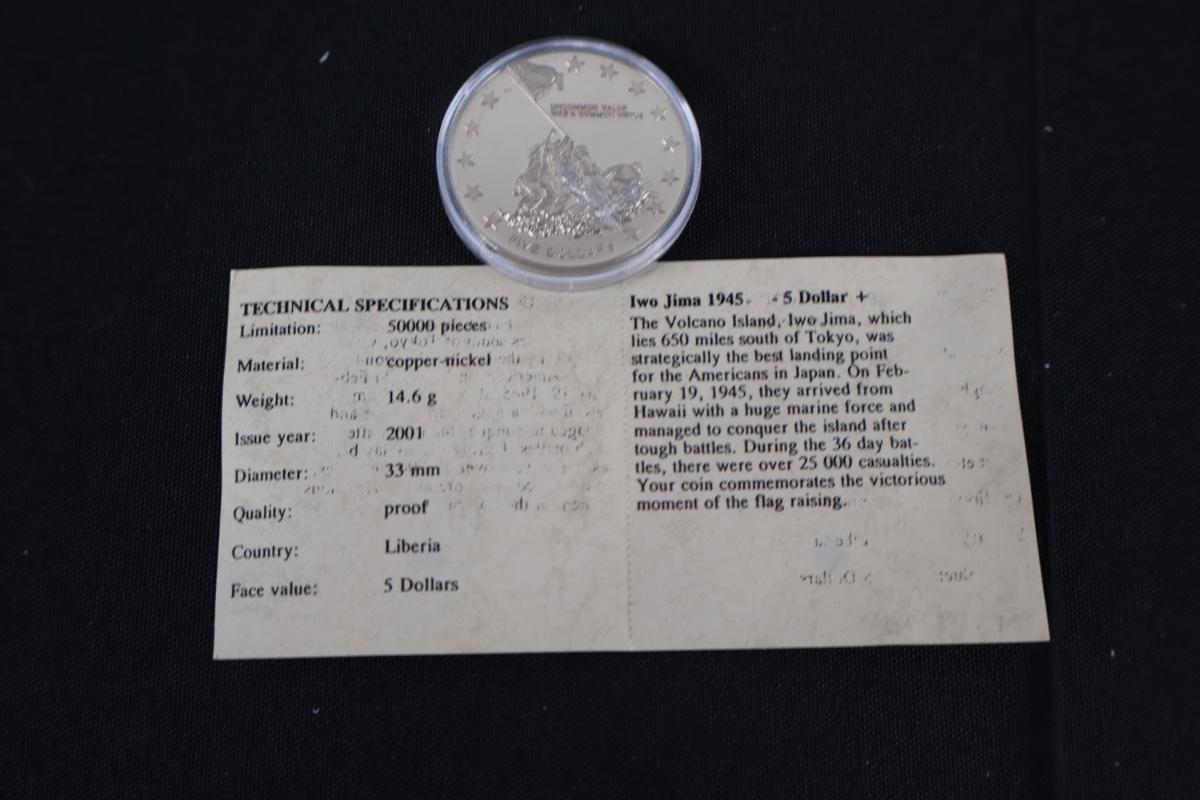 UNCOMMON VALOR
WAS A COMMON VIRTUE
FIVE DOLLARS
TECHNICAL SPECIFICATIONS
Limitation: 50000 pieces
Material: copper-nickel
Weight: 14.6 g
Issue year: 2001
Diameter: 33 mm
Quality: proof
Country: Liberia
Face value: 5 Dollars
Iwo Jima 1945 - 5 Dollar +
The Volcano Island, Iwo Jima, which
lies 650 miles south of Tokyo, was
strategically the best landing point
for the Americans in Japan. On Feb-
ruary 19, 1945, they arrived from
Hawaii with a huge marine force and
managed to conquer the island after
tough battles. During the 36 day bat-
tles, there were over 25 000 casualties.
Your coin commemorates the victorious
moment of the flag raising.